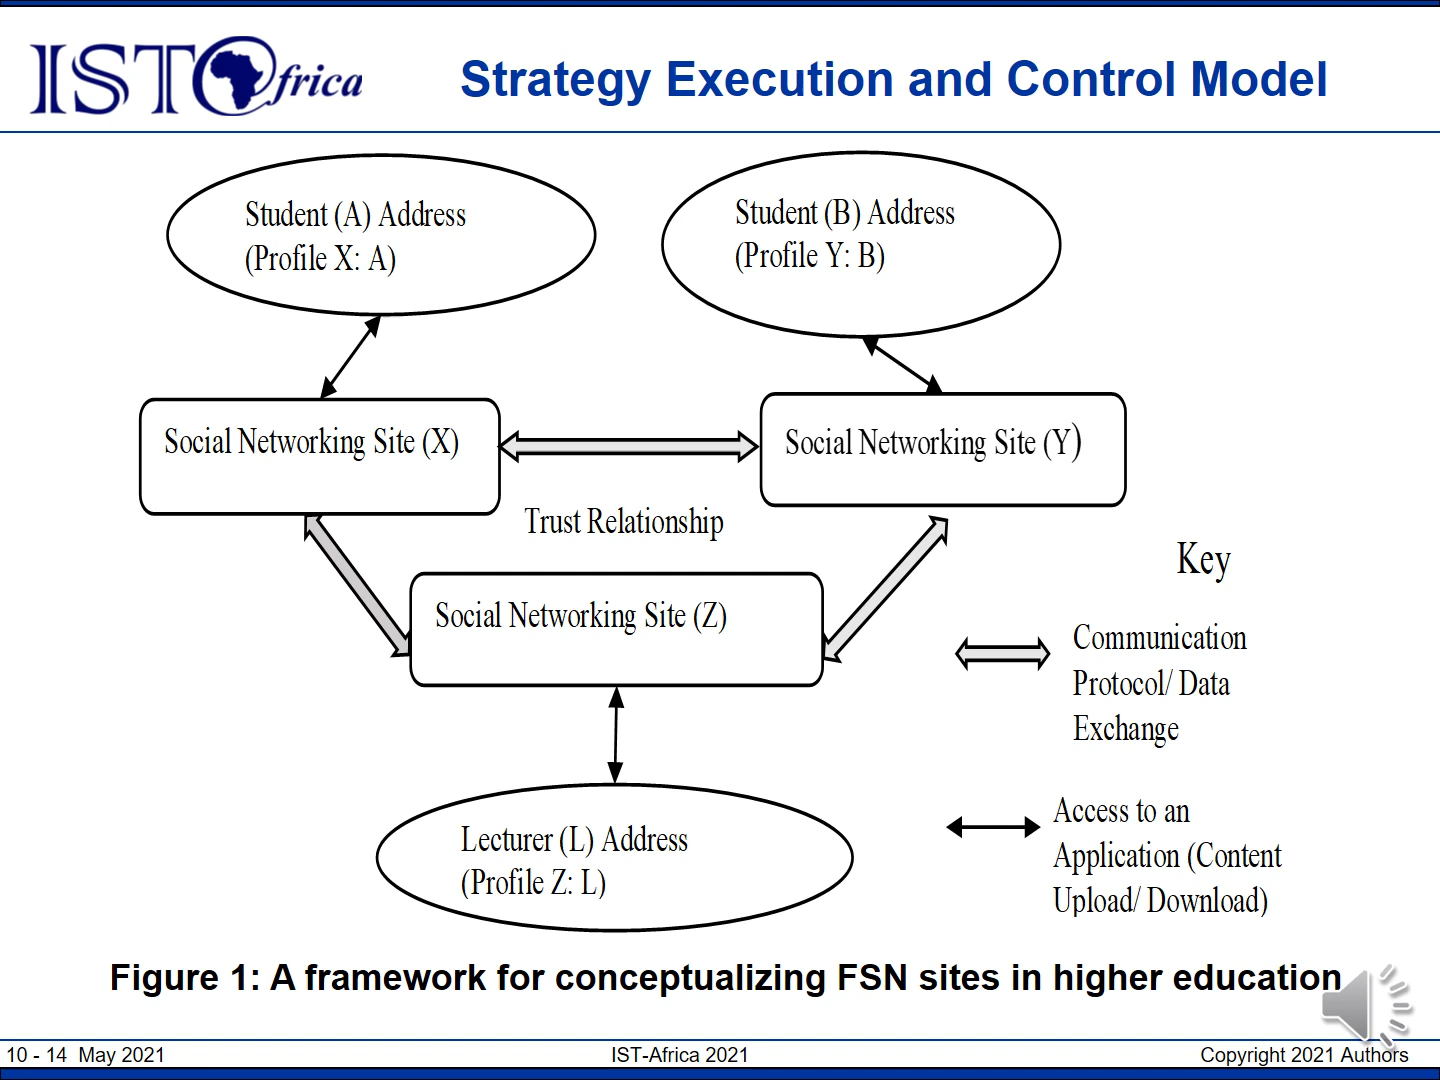 IST@frica
Strategy Execution and Control Model
Student (A) Address
(Profile X: A)
Student (B) Address
(Profile Y: B)
Social Networking Site (X)
Social Networking Site (Y)
Trust Relationship
Social Networking Site (Z)
Key
Communication
Protocol/ Data
Exchange
Lecturer (L) Address
(Profile Z: L)
Access to an
Application (Content
Upload/ Download)
Figure 1: A framework for conceptualizing FSN sites in higher education
10 - 14 May 2021
IST-Africa 2021
Copyright 2021 Authors